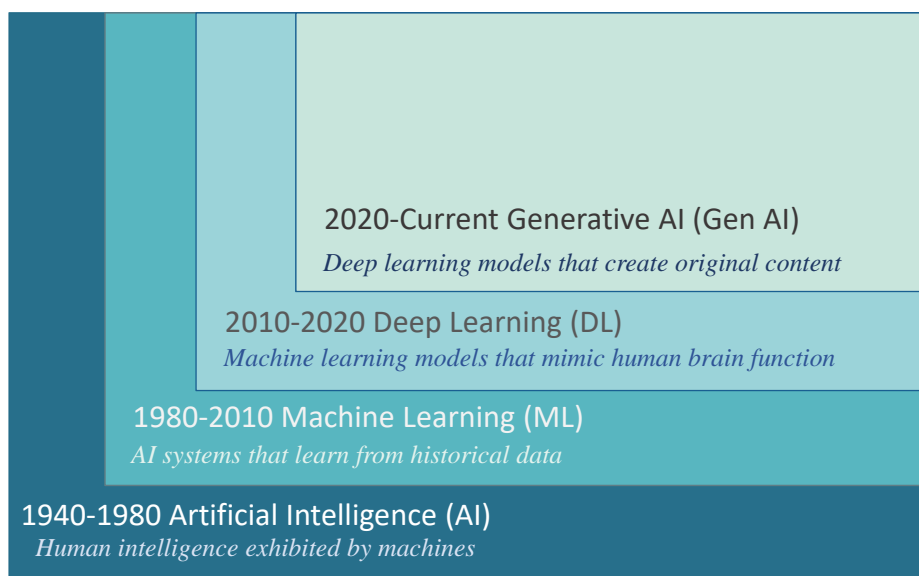 2020-Current Generative AI (Gen AI)
Deep learning models that create original content
2010-2020 Deep Learning (DL)
Machine learning models that mimic human brain function
1980-2010 Machine Learning (ML)
AI systems that learn from historical data
1940-1980 Artificial Intelligence (AI)
Human intelligence exhibited by machines